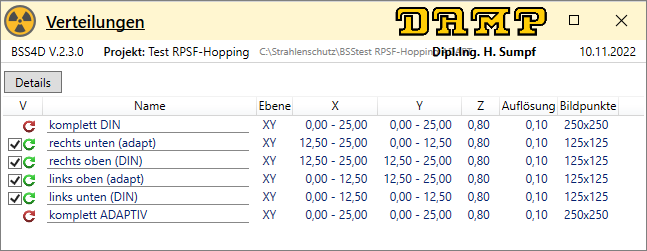 Verteilungen DAMP
BSS4D V.2.3.0 Projekt: Test RPSF-Hopping C:\Strahlenschutz\BSStest RPSF-Hopping Dipl.Ing. H. Sumpf 10.11.2022
Details
V Name Ebene X Y Z Auflösung Bildpunkte
komplett DIN XY 0,00 - 25,00 0,00 - 25,00 0,80 0,10 250x250
rechts unten (adapt) XY 12,50 - 25,00 0,00 - 12,50 0,80 0,10 125x125
rechts oben (DIN) XY 12,50 - 25,00 12,50 - 25,00 0,80 0,10 125x125
links oben (adapt) XY 0,00 - 12,50 12,50 - 25,00 0,80 0,10 125x125
links unten (DIN) XY 0,00 - 12,50 0,00 - 12,50 0,80 0,10 125x125
komplett ADAPTIV XY 0,00 - 25,00 0,00 - 25,00 0,80 0,10 250x250